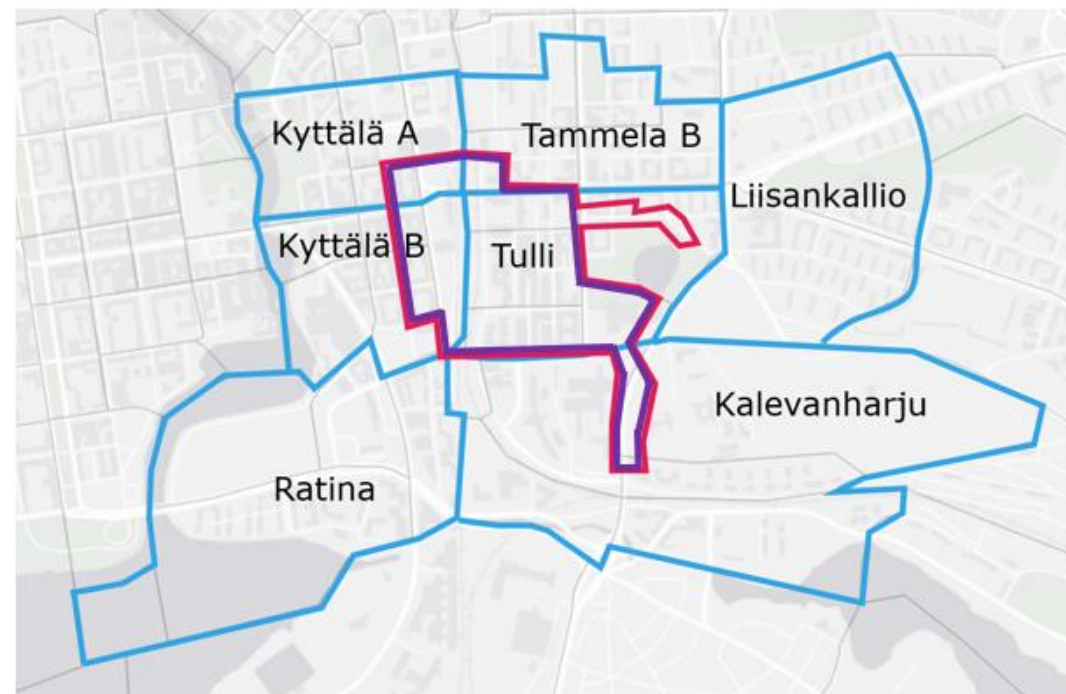 Kyttälä A
Tammela B
Liisankallio
Kyttälä B
Tulli
Kalevanharju
Ratina